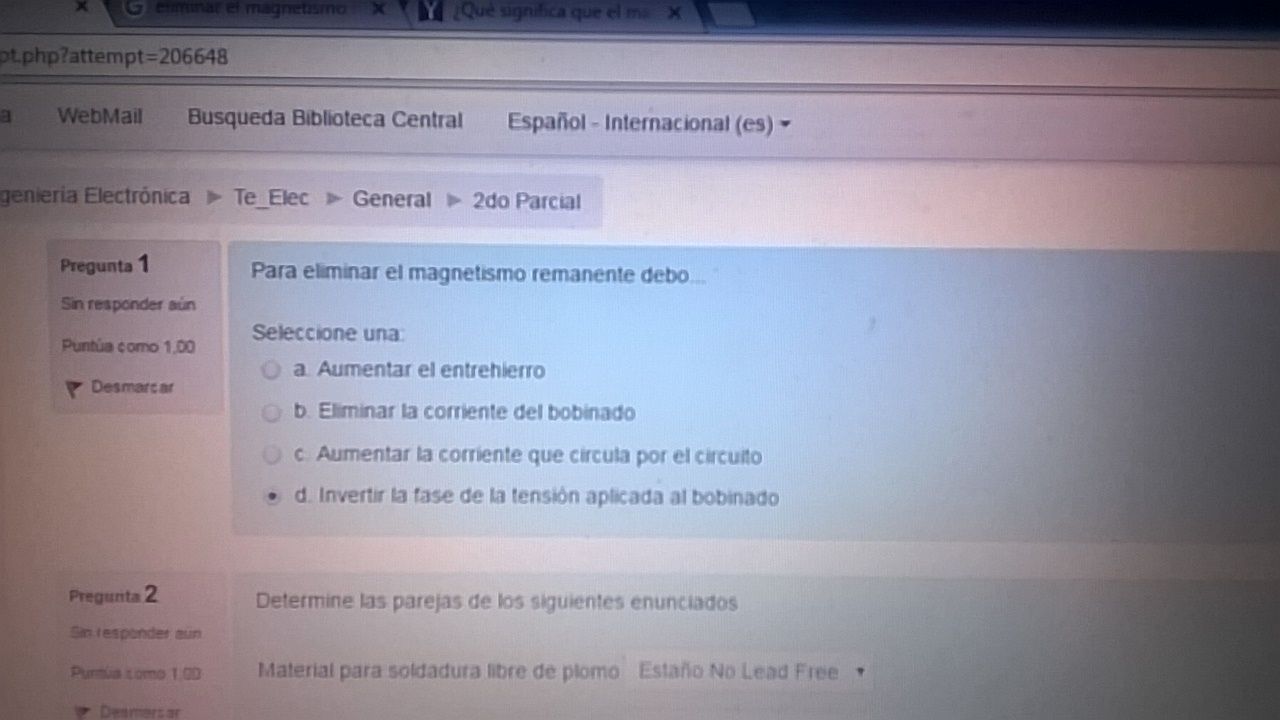 eliminar el magnetismo
¿Qué significa que el ma
pt.php?attempt=206648
a WebMail Busqueda Biblioteca Central Español - Internacional (es)
geniería Electrónica Te_Elec General 2do Parcial
Pregunta 1
Sin responder aún
Puntúa como 1,00
Desmarcar
Para eliminar el magnetismo remanente debo...
Seleccione una:
a. Aumentar el entrehierro
b. Eliminar la corriente del bobinado
c. Aumentar la corriente que circula por el circuito
d. Invertir la fase de la tensión aplicada al bobinado
Pregunta 2
Sin responder aún
Puntúa como 1,00
Desmarcar
Determine las parejas de los siguientes enunciados
Material para soldadura libre de plomo Estaño No Lead Free